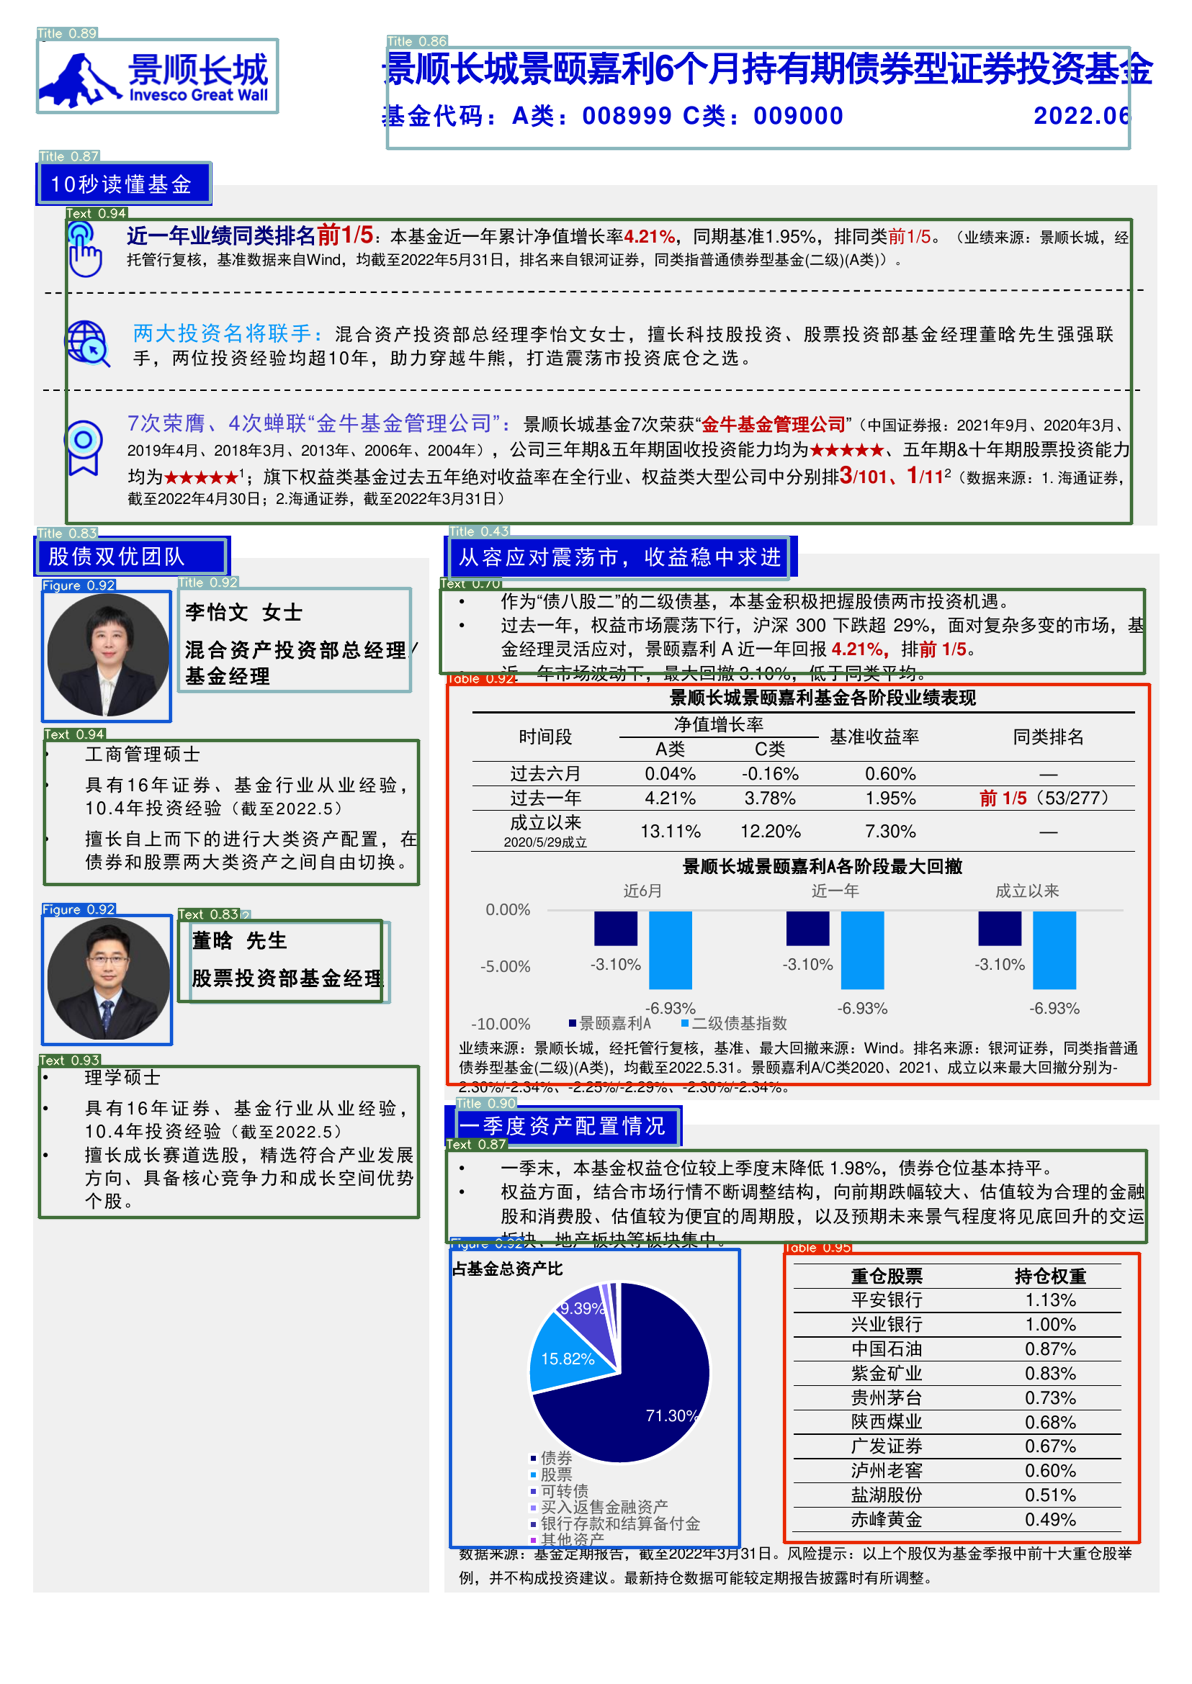 Title 0.89
景顺长城
Invesco Great Wall
Title 0.86
景顺长城景颐嘉利6个月持有期债券型证券投资基金
基金代码：A类：008999 C类：009000 2022.06
Title 0.87
10秒读懂基金
Text 0.94
近一年业绩同类排名前1/5：本基金近一年累计净值增长率4.21%，同期基准1.95%，排同类前1/5。（业绩来源：景顺长城，经
托管行复核，基准数据来自Wind，均截至2022年5月31日，排名来自银河证券，同类指普通债券型基金(二级)(A类)）。
两大投资名将联手：混合资产投资部总经理李怡文女士，擅长科技股投资、股票投资部基金经理董晗先生强强联
手，两位投资经验均超10年，助力穿越牛熊，打造震荡市投资底仓之选。
7次荣膺、4次蝉联“金牛基金管理公司”：景顺长城基金7次荣获“金牛基金管理公司”（中国证券报：2021年9月、2020年3月、
2019年4月、2018年3月、2013年、2006年、2004年），公司三年期&五年期固收投资能力均为★★★★★、五年期&十年期股票投资能力
均为★★★★★¹；旗下权益类基金过去五年绝对收益率在全行业、权益类大型公司中分别排3/101、1/11²（数据来源：1. 海通证券，
截至2022年4月30日；2.海通证券，截至2022年3月31日）
Title 0.83
股债双优团队
Figure 0.92
Title 0.92
李怡文 女士
混合资产投资部总经理/
基金经理
Text 0.94
• 工商管理硕士
• 具有16年证券、基金行业从业经验，
10.4年投资经验（截至2022.5）
• 擅长自上而下的进行大类资产配置，在
债券和股票两大类资产之间自由切换。
Figure 0.92
Text 0.83
董晗 先生
股票投资部基金经理
Text 0.93
• 理学硕士
• 具有16年证券、基金行业从业经验，
10.4年投资经验（截至2022.5）
• 擅长成长赛道选股，精选符合产业发展
方向、具备核心竞争力和成长空间优势
个股。
Title 0.43
从容应对震荡市，收益稳中求进
Text 0.70
• 作为“债八股二”的二级债基，本基金积极把握股债两市投资机遇。
• 过去一年，权益市场震荡下行，沪深 300 下跌超 29%，面对复杂多变的市场，基
金经理灵活应对，景颐嘉利 A 近一年回报 4.21%，排前 1/5。
近一年市场波动下，最大回撤 3.10%，低于同类平均。
Table 0.92
景顺长城景颐嘉利基金各阶段业绩表现
时间段 净值增长率 基准收益率 同类排名
A类 C类
过去六月 0.04% -0.16% 0.60% —
过去一年 4.21% 3.78% 1.95% 前 1/5（53/277）
成立以来 13.11% 12.20% 7.30% —
2020/5/29成立
景顺长城景颐嘉利A各阶段最大回撤
近6月 近一年 成立以来
0.00%
-5.00%
-3.10% -3.10% -3.10%
-6.93% -6.93% -6.93%
-10.00%
景颐嘉利A 二级债基指数
业绩来源：景顺长城，经托管行复核，基准、最大回撤来源：Wind。排名来源：银河证券，同类指普通
债券型基金(二级)(A类)，均截至2022.5.31。景颐嘉利A/C类2020、2021、成立以来最大回撤分别为-
2.30%/-2.34%、-2.25%/-2.29%、-2.30%/-2.34%。
Title 0.90
一季度资产配置情况
Text 0.87
• 一季末，本基金权益仓位较上季度末降低 1.98%，债券仓位基本持平。
• 权益方面，结合市场行情不断调整结构，向前期跌幅较大、估值较为合理的金融
股和消费股、估值较为便宜的周期股，以及预期未来景气程度将见底回升的交运
板块、地产板块等板块集中。
Figure 0.92
占基金总资产比
9.39%
15.82%
71.30%
债券
股票
可转债
买入返售金融资产
银行存款和结算备付金
其他资产
Table 0.95
重仓股票 持仓权重
平安银行 1.13%
兴业银行 1.00%
中国石油 0.87%
紫金矿业 0.83%
贵州茅台 0.73%
陕西煤业 0.68%
广发证券 0.67%
泸州老窖 0.60%
盐湖股份 0.51%
赤峰黄金 0.49%
数据来源：基金定期报告，截至2022年3月31日。风险提示：以上个股仅为基金季报中前十大重仓股举
例，并不构成投资建议。最新持仓数据可能较定期报告披露时有所调整。